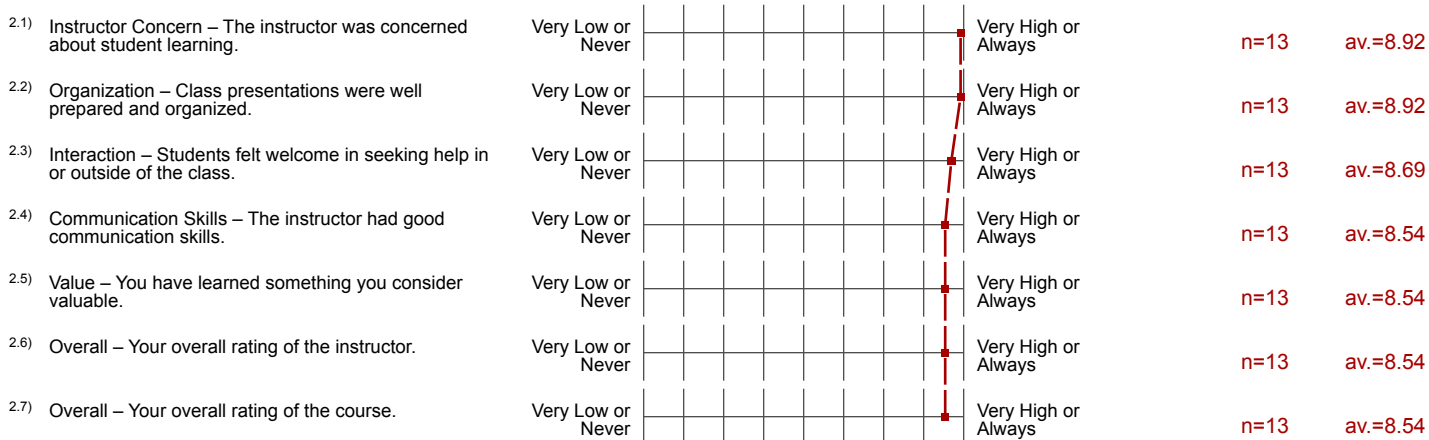 2.1) Instructor Concern – The instructor was concerned about student learning. Very Low or Never Very High or Always n=13 av.=8.92
2.2) Organization – Class presentations were well prepared and organized. Very Low or Never Very High or Always n=13 av.=8.92
2.3) Interaction – Students felt welcome in seeking help in or outside of the class. Very Low or Never Very High or Always n=13 av.=8.69
2.4) Communication Skills – The instructor had good communication skills. Very Low or Never Very High or Always n=13 av.=8.54
2.5) Value – You have learned something you consider valuable. Very Low or Never Very High or Always n=13 av.=8.54
2.6) Overall – Your overall rating of the instructor. Very Low or Never Very High or Always n=13 av.=8.54
2.7) Overall – Your overall rating of the course. Very Low or Never Very High or Always n=13 av.=8.54